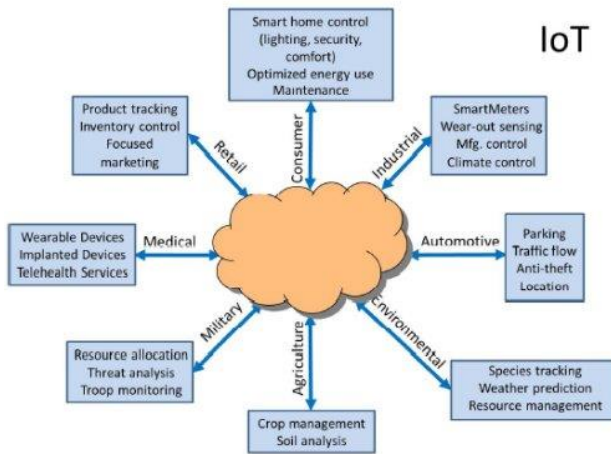 IoT
Smart home control
(lighting, security,
comfort)
Optimized energy use
Maintenance
Consumer
Product tracking
Inventory control
Focused
marketing
Retail
SmartMeters
Wear-out sensing
Mfg. control
Climate control
Industrial
Wearable Devices
Implanted Devices
Telehealth Services
Medical
Automotive
Parking
Traffic flow
Anti-theft
Location
Military
Resource allocation
Threat analysis
Troop monitoring
Agriculture
Crop management
Soil analysis
Environmental
Species tracking
Weather prediction
Resource management